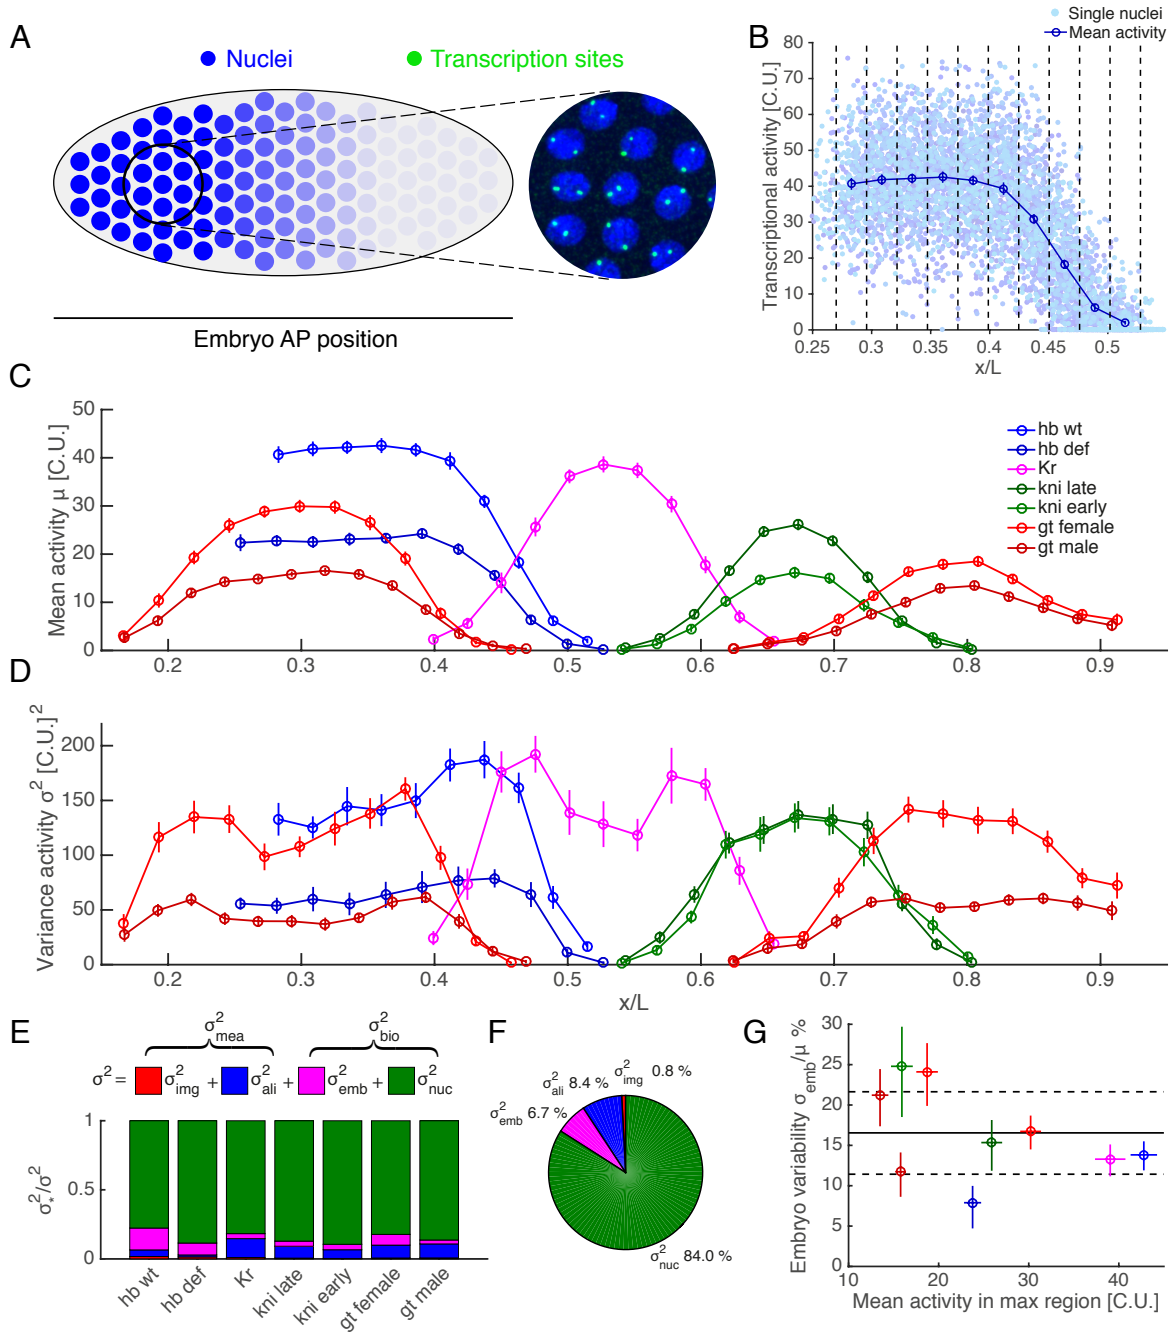 A
Nuclei
Transcription sites
Embryo AP position
B
Single nuclei
Mean activity
Transcriptional activity [C.U.]
80
70
60
50
40
30
20
10
0
0.25 0.3 0.35 0.4 0.45 0.5
x/L
C
Mean activity μ [C.U.]
50
40
30
20
10
0
0.2 0.3 0.4 0.5 0.6 0.7 0.8 0.9
hb wt
hb def
Kr
kni late
kni early
gt female
gt male
D
Variance activity σ² [C.U.]²
200
150
100
50
0
0.2 0.3 0.4 0.5 0.6 0.7 0.8 0.9
x/L
E
σ²mea σ²bio
σ² = σ²img + σ²ali + σ²emb + σ²nuc
σ*²/σ²
1
0.5
0
hb wt hb def Kr kni late kni early gt female gt male
F
σ²img 0.8 %
σ²ali 8.4 %
σ²emb 6.7 %
σ²nuc 84.0 %
G
Embryo variability σemb/μ %
30
25
20
15
10
5
0
10 20 30 40
Mean activity in max region [C.U.]